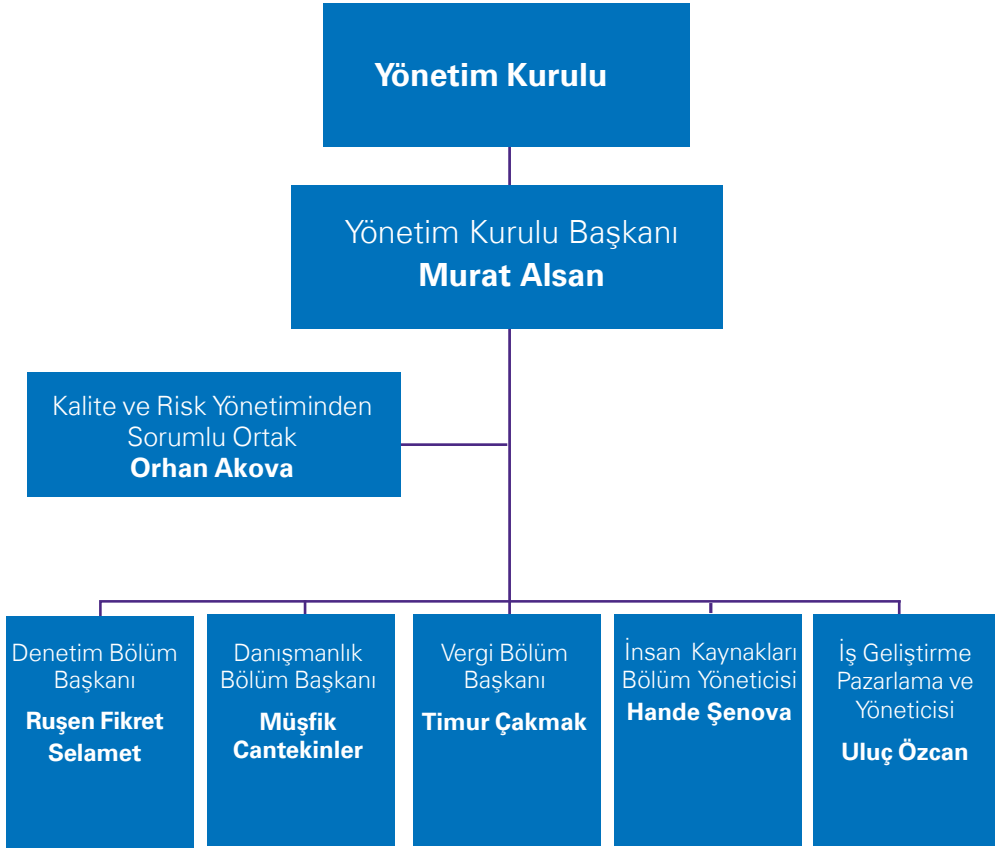 Yönetim Kurulu
Yönetim Kurulu Başkanı
Murat Alsan
Kalite ve Risk Yönetiminden
Sorumlu Ortak
Orhan Akova
Denetim Bölüm
Başkanı
Ruşen Fikret
Selamet
Danışmanlık
Bölüm Başkanı
Müşfik
Cantekinler
Vergi Bölüm
Başkanı
Timur Çakmak
İnsan Kaynakları
Bölüm Yöneticisi
Hande Şenova
İş Geliştirme
Pazarlama ve
Yöneticisi
Uluç Özcan